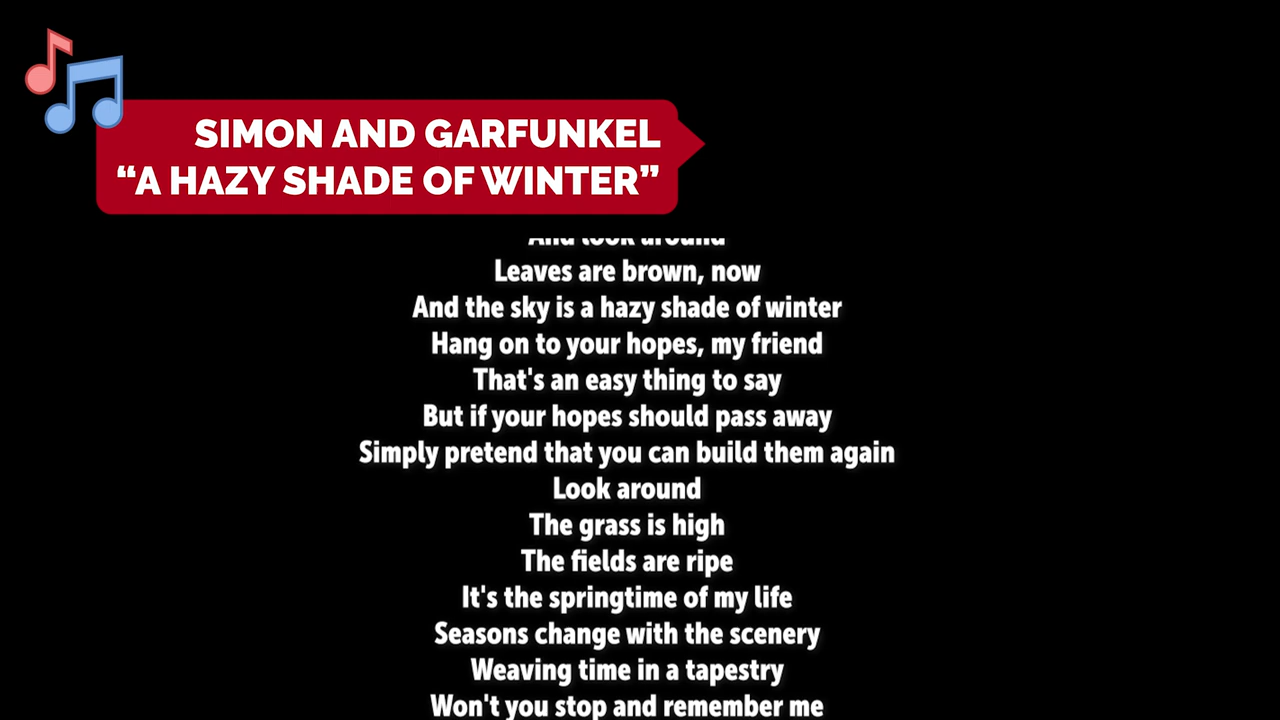 SIMON AND GARFUNKEL
“A HAZY SHADE OF WINTER”
And look around
Leaves are brown, now
And the sky is a hazy shade of winter
Hang on to your hopes, my friend
That's an easy thing to say
But if your hopes should pass away
Simply pretend that you can build them again
Look around
The grass is high
The fields are ripe
It's the springtime of my life
Seasons change with the scenery
Weaving time in a tapestry
Won't you stop and remember me